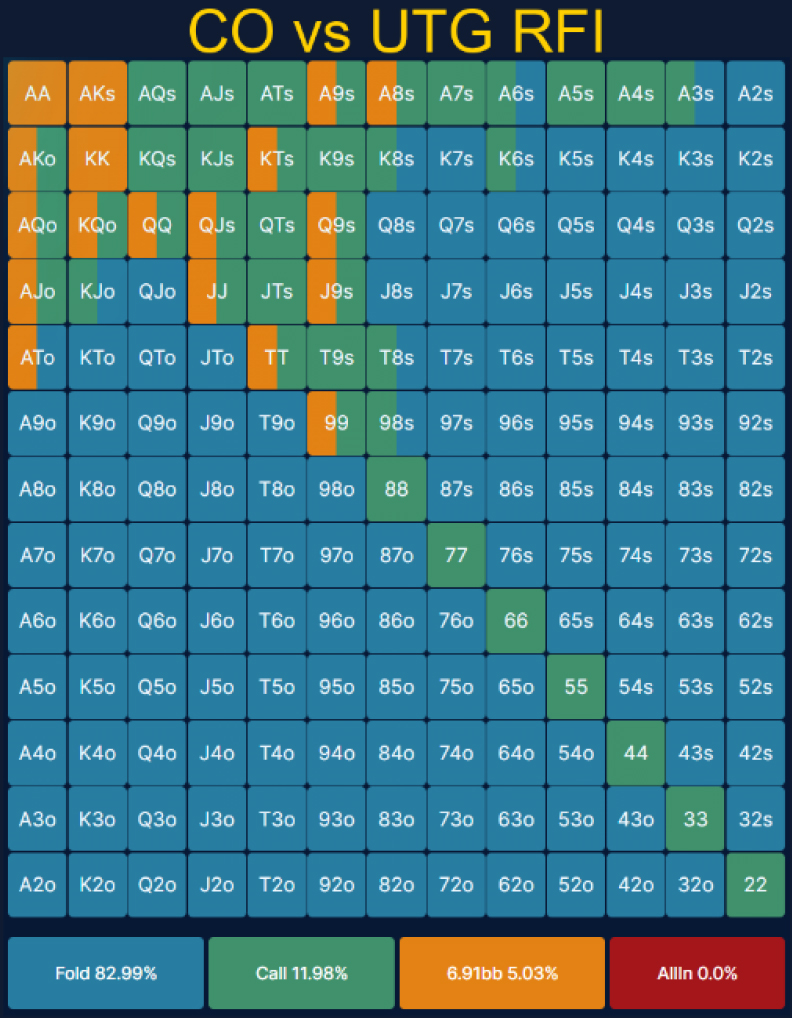 CO vs UTG RFI
AA AKs AQs AJs ATs A9s A8s A7s A6s A5s A4s A3s A2s
AKo KK KQs KJs KTs K9s K8s K7s K6s K5s K4s K3s K2s
AQo KQo QQ QJs QTs Q9s Q8s Q7s Q6s Q5s Q4s Q3s Q2s
AJo KJo QJo JJ JTs J9s J8s J7s J6s J5s J4s J3s J2s
ATo KTo QTo JTo TT T9s T8s T7s T6s T5s T4s T3s T2s
A9o K9o Q9o J9o T9o 99 98s 97s 96s 95s 94s 93s 92s
A8o K8o Q8o J8o T8o 98o 88 87s 86s 85s 84s 83s 82s
A7o K7o Q7o J7o T7o 97o 87o 77 76s 75s 74s 73s 72s
A6o K6o Q6o J6o T6o 96o 86o 76o 66 65s 64s 63s 62s
A5o K5o Q5o J5o T5o 95o 85o 75o 65o 55 54s 53s 52s
A4o K4o Q4o J4o T4o 94o 84o 74o 64o 54o 44 43s 42s
A3o K3o Q3o J3o T3o 93o 83o 73o 63o 53o 43o 33 32s
A2o K2o Q2o J2o T2o 92o 82o 72o 62o 52o 42o 32o 22
Fold 82.99% Call 11.98% 6.91bb 5.03% AllIn 0.0%